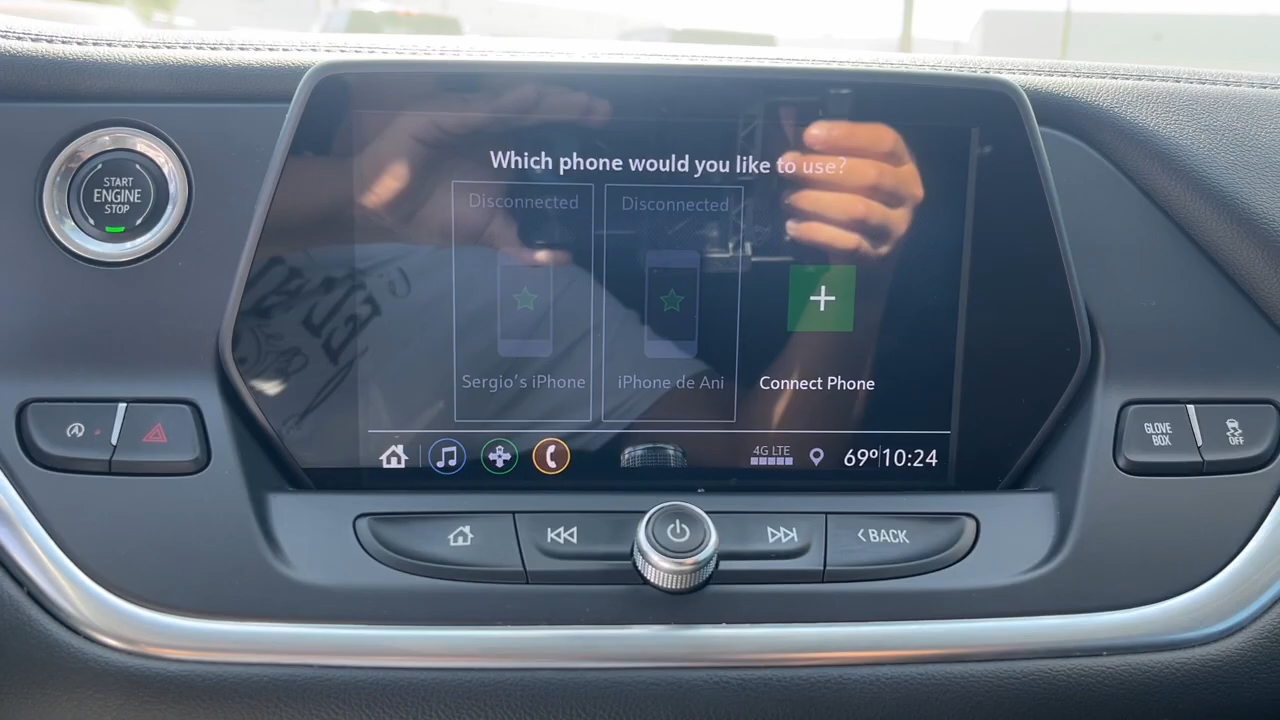 START
ENGINE
STOP
Which phone would you like to use?
Disconnected
Disconnected
Sergio's iPhone
iPhone de Ani
Connect Phone
4G LTE
69º
10:24
GLOVE
BOX
OFF
BACK